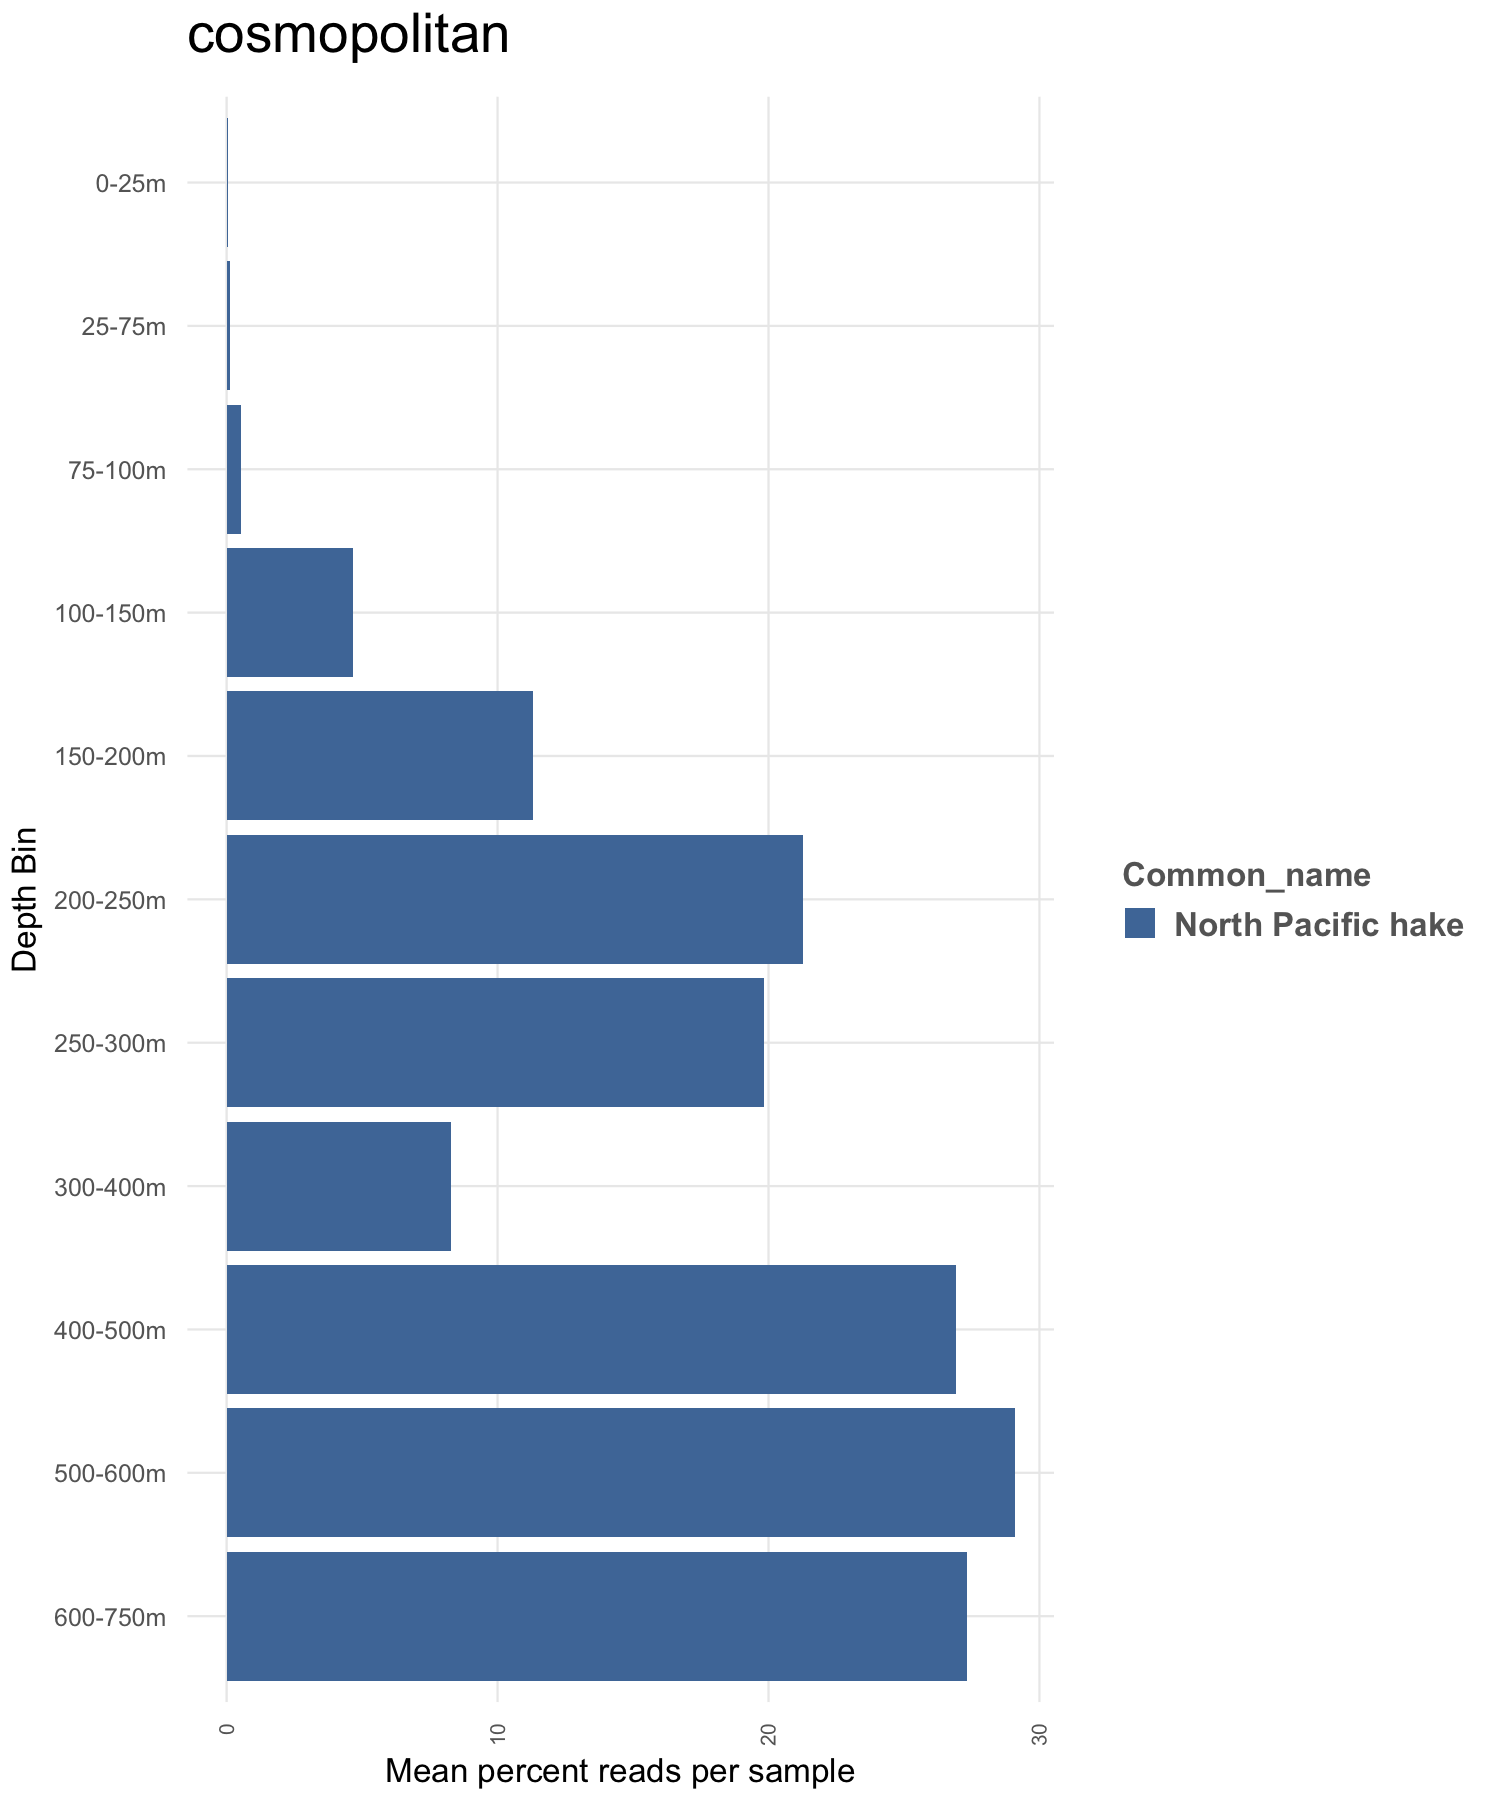 cosmopolitan
0-25m
25-75m
75-100m
100-150m
150-200m
200-250m
250-300m
300-400m
400-500m
500-600m
600-750m
Depth Bin
0
10
20
30
Mean percent reads per sample
Common_name
North Pacific hake